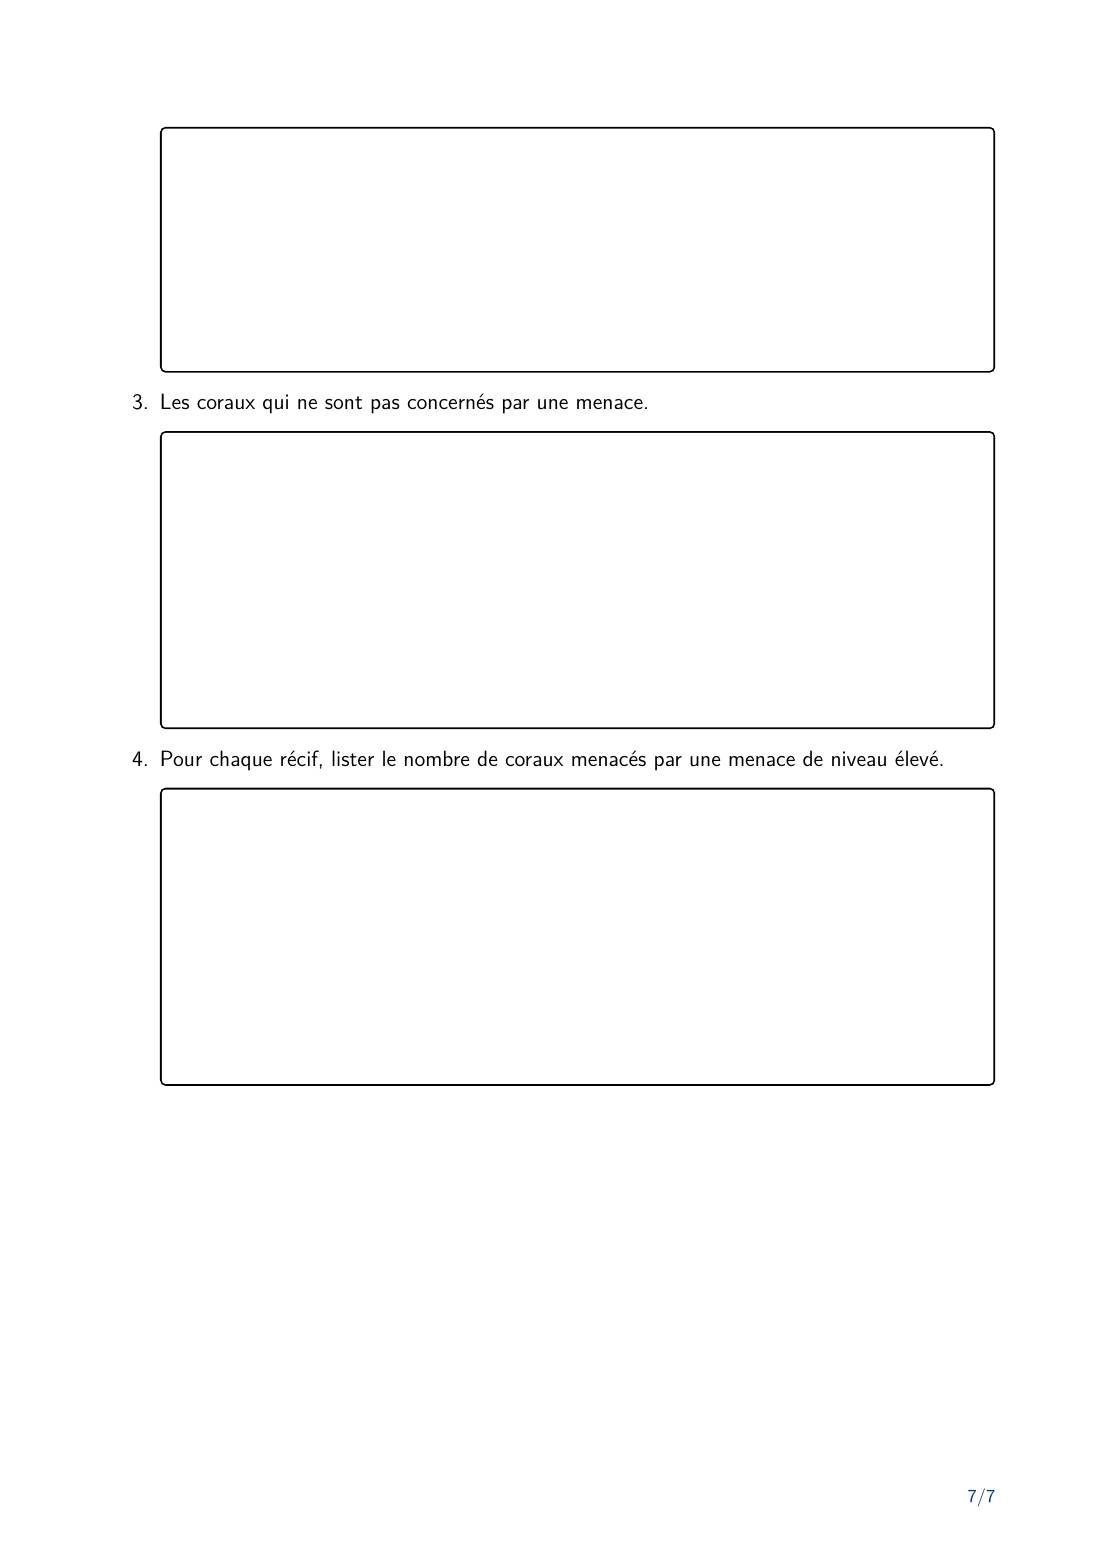 3. Les coraux qui ne sont pas concernés par une menace.
4. Pour chaque récif, lister le nombre de coraux menacés par une menace de niveau élevé.
7/7